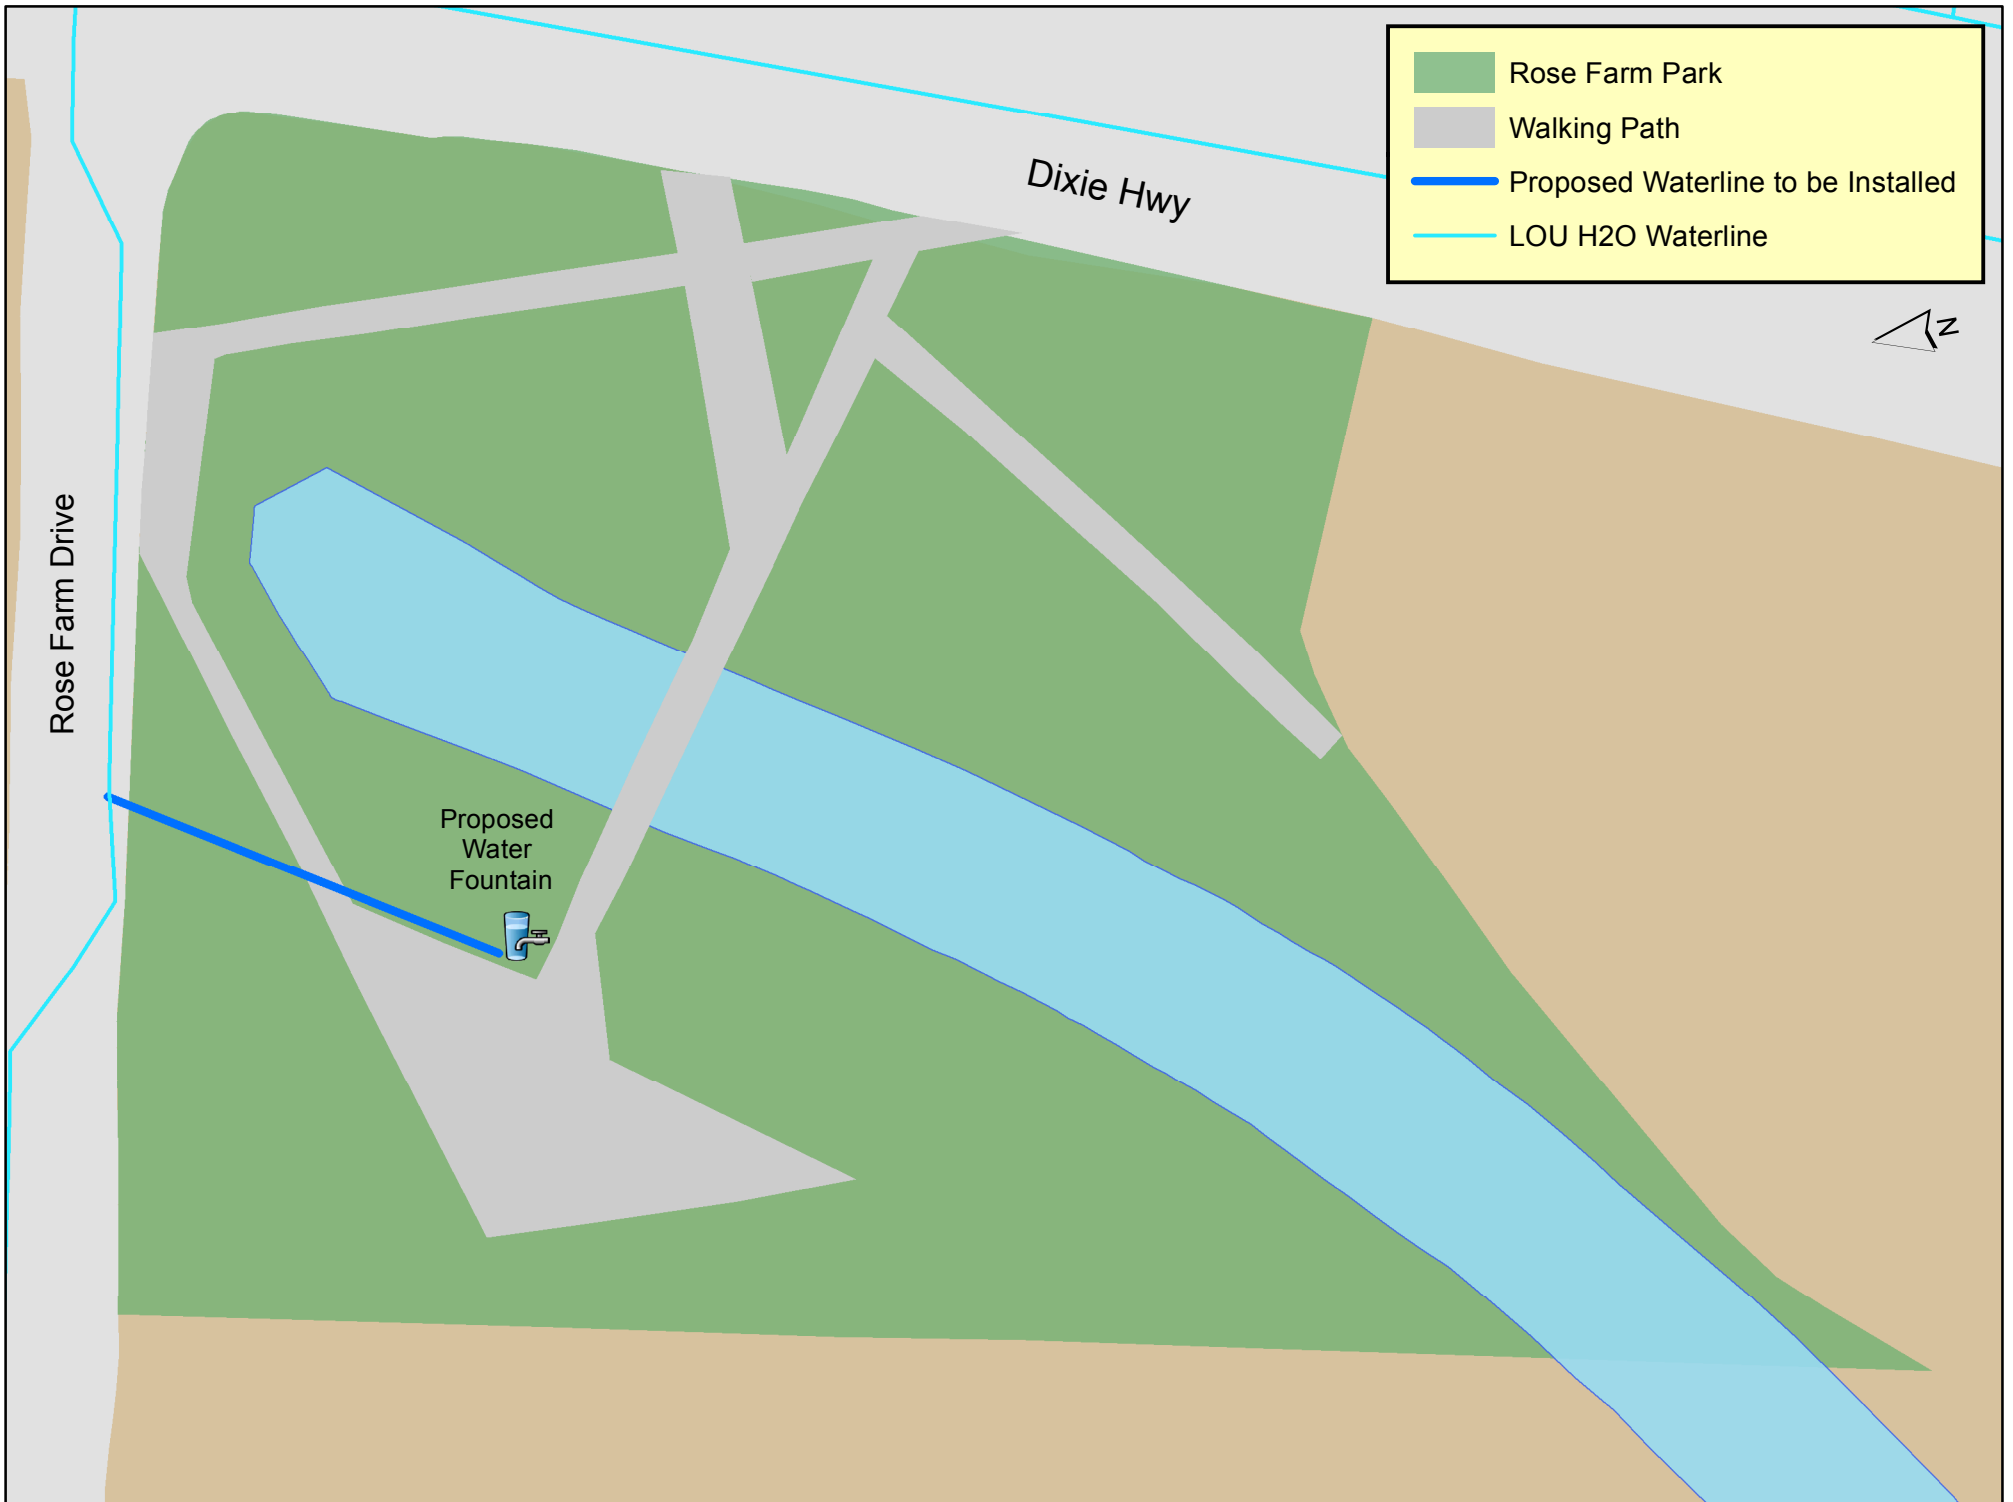 Rose Farm Park
Walking Path
Proposed Waterline to be Installed
LOU H2O Waterline
Dixie Hwy
N
Rose Farm Drive
Proposed
Water
Fountain